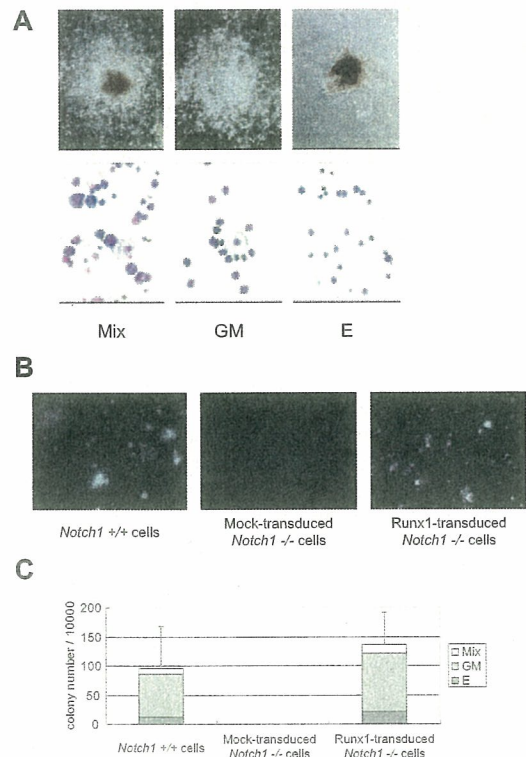 A
Mix GM E
B
Notch1 +/+ cells
Mock-transduced
Notch1 -/- cells
Runx1-transduced
Notch1 -/- cells
C
colony number / 10000
200
150
100
50
0
Mix
GM
E
Notch1 +/+ cells
Mock-transduced
Notch1 -/- cells
Runx1-transduced
Notch1 -/- cells